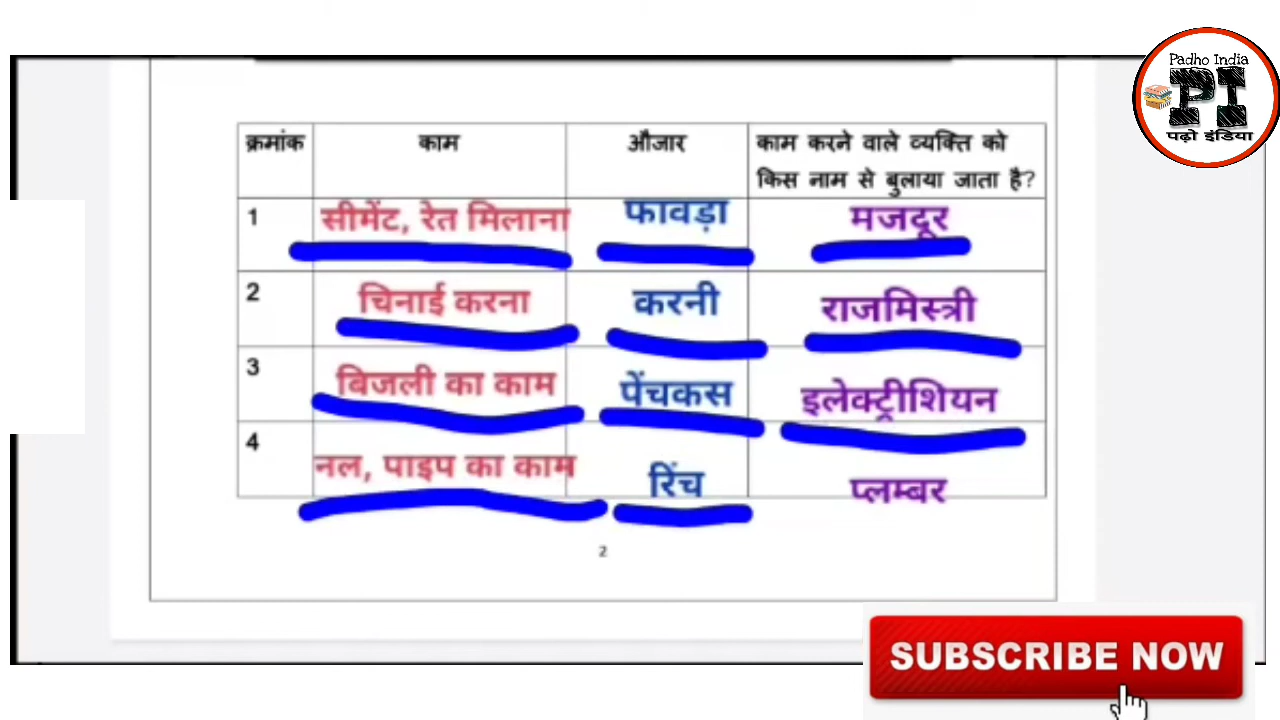 Padho India
PI
पढ़ो इंडिया
क्रमांक काम औजार काम करने वाले व्यक्ति को
किस नाम से बुलाया जाता है?
1 सीमेंट, रेत मिलाना फावड़ा मजदूर
2 चिनाई करना करनी राजमिस्त्री
3 बिजली का काम पेंचकस इलेक्ट्रीशियन
4 नल, पाइप का काम रिंच प्लम्बर
2
SUBSCRIBE NOW